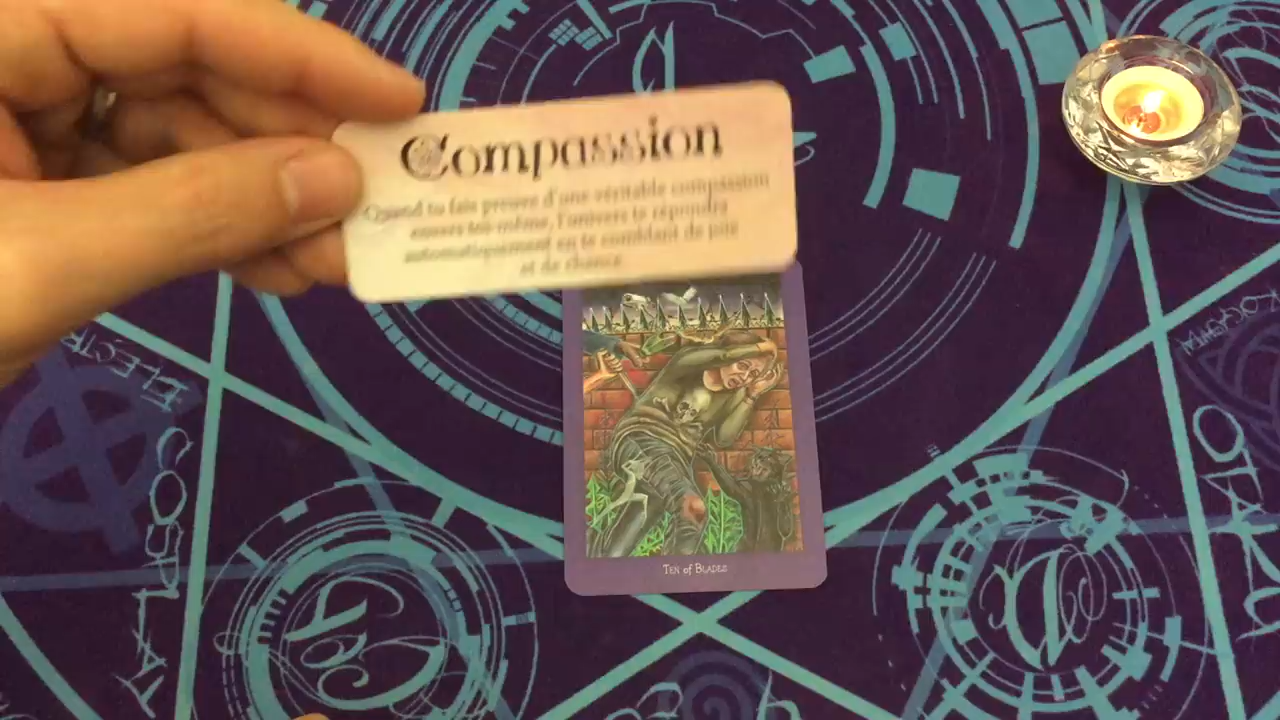 Compassion
Quand tu fais preuve d'une véritable compassion
envers toi-même, l'univers te répondra
automatiquement en te comblant de joie
et de chance
TEN of BLADES
COSPLAT